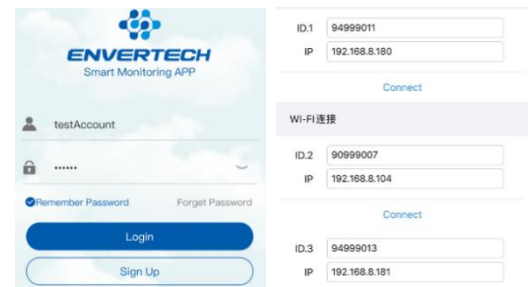 ENVERTECH
Smart Monitoring APP
testAccount
••••••
Remember Password
Forget Password
Login
Sign Up
ID.1 94999011
IP 192.168.8.180
Connect
WI-FI连接
ID.2 90999007
IP 192.168.8.104
Connect
ID.3 94999013
IP 192.168.8.181